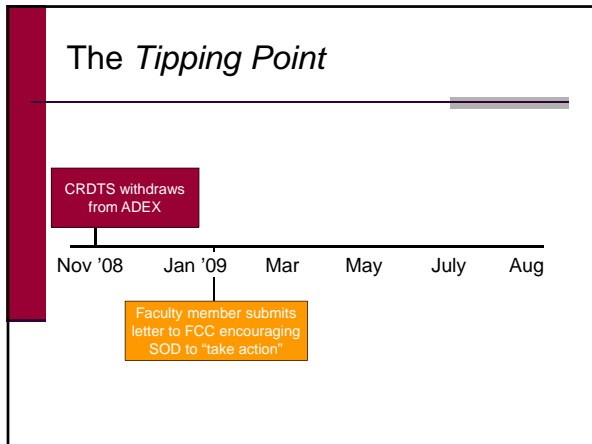 The Tipping Point
CRDTS withdraws
from ADEX
Nov ’08 Jan ’09 Mar May July Aug
Faculty member submits
letter to FCC encouraging
SOD to “take action”